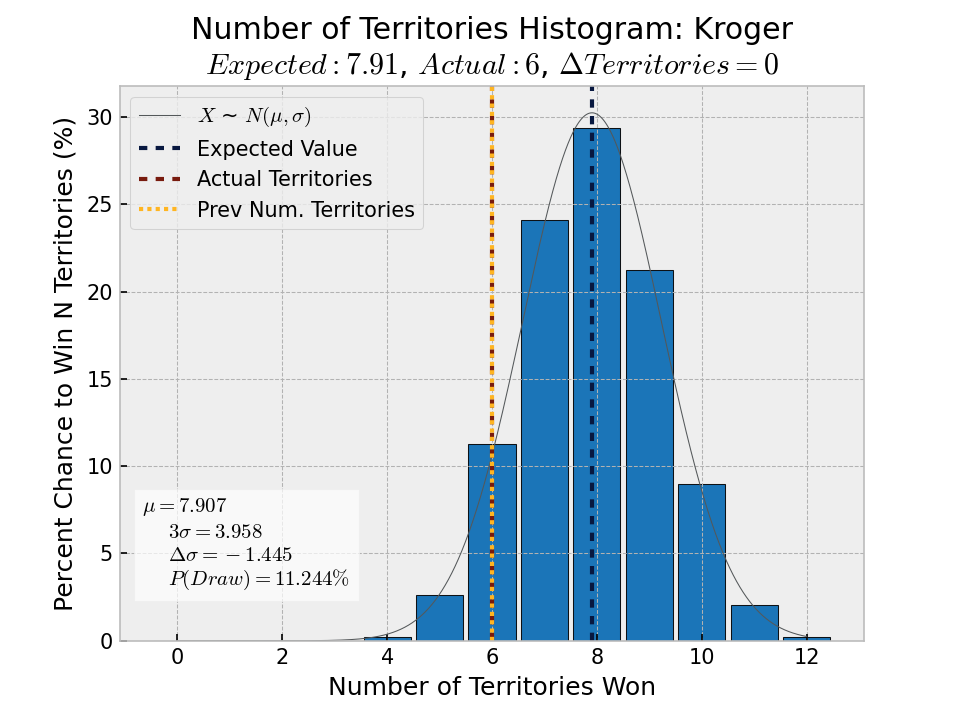 Number of Territories Histogram: Kroger
Expected : 7.91, Actual : 6, ΔTerritories = 0
Percent Chance to Win N Territories (%)
30
25
20
15
10
5
0
X ∼ N(μ, σ)
Expected Value
Actual Territories
Prev Num. Territories
μ = 7.907
3σ = 3.958
Δσ = −1.445
P(Draw) = 11.244%
0 2 4 6 8 10 12
Number of Territories Won